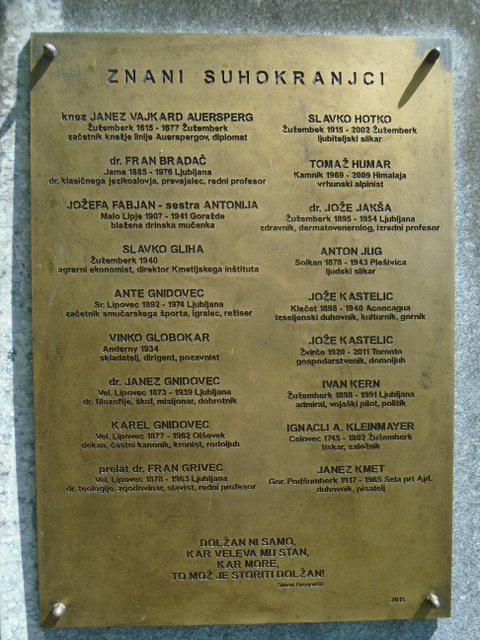 ZNANI SUHOKRANJCI
knez JANEZ VAJKARD AUERSPERG
Žužemberk 1615 - 1677 Žužemberk
začetnik knežje linije Auerspergov, diplomat
dr. FRAN BRADAČ
Jama 1885 - 1976 Ljubljana
dr. klasičnega jezikoslovja, prevajalec, redni profesor
JOŽEFA FABJAN - sestra ANTONIJA
Malo Lipje 1907 - 1941 Goražde
blažena drinska mučenka
SLAVKO GLIHA
Žužemberk 1940
agrarni ekonomist, direktor Kmetijskega inštituta
ANTE GNIDOVEC
Sr. Lipovec 1892 - 1974 Ljubljana
začetnik smučarskega športa, igralec, režiser
VINKO GLOBOKAR
Anderny 1934
skladatelj, dirigent, pozavnist
dr. JANEZ GNIDOVEC
Vel. Lipovec 1873 - 1939 Ljubljana
dr. filozofije, škof, misijonar, dobrotnik
KAREL GNIDOVEC
Vel. Lipovec 1877 - 1962 Olševek
dekan, častni kanonik, kronist, rodoljub
prelat dr. FRAN GRIVEC
Vel. Lipovec 1878 - 1963 Ljubljana
dr. teologije, zgodovinar, slavist, redni profesor
SLAVKO HOTKO
Žužembek 1915 - 2002 Žužemberk
ljubiteljski slikar
TOMAŽ HUMAR
Kamnik 1969 - 2009 Himalaja
vrhunski alpinist
dr. JOŽE JAKŠA
Žužemberk 1895 - 1954 Ljubljana
zdravnik, dermatovenerolog, izredni profesor
ANTON JUG
Solkan 1878 - 1943 Plešivica
ljudski slikar
JOŽE KASTELIC
Klečet 1898 - 1940 Aconcagua
izseljenski duhovnik, kulturnik, gornik
JOŽE KASTELIC
Žvirče 1920 - 2011 Toronto
gospodarstvenik, domoljub
IVAN KERN
Žužemberk 1898 - 1991 Ljubljana
admiral, vojaški pilot, politik
IGNACIJ A. KLEINMAYER
Celovec 1745 - 1802 Žužemberk
tiskar, založnik
JANEZ KMET
Gor. Podšumberk 1917 - 1965 Sela pri Ajd.
duhovnik, pisatelj
DOLŽAN NI SAMO,
KAR VELEVA MU STAN,
KAR MORE,
TO MOŽ JE STORITI DOLŽAN!
Simon Gregorčič
2015